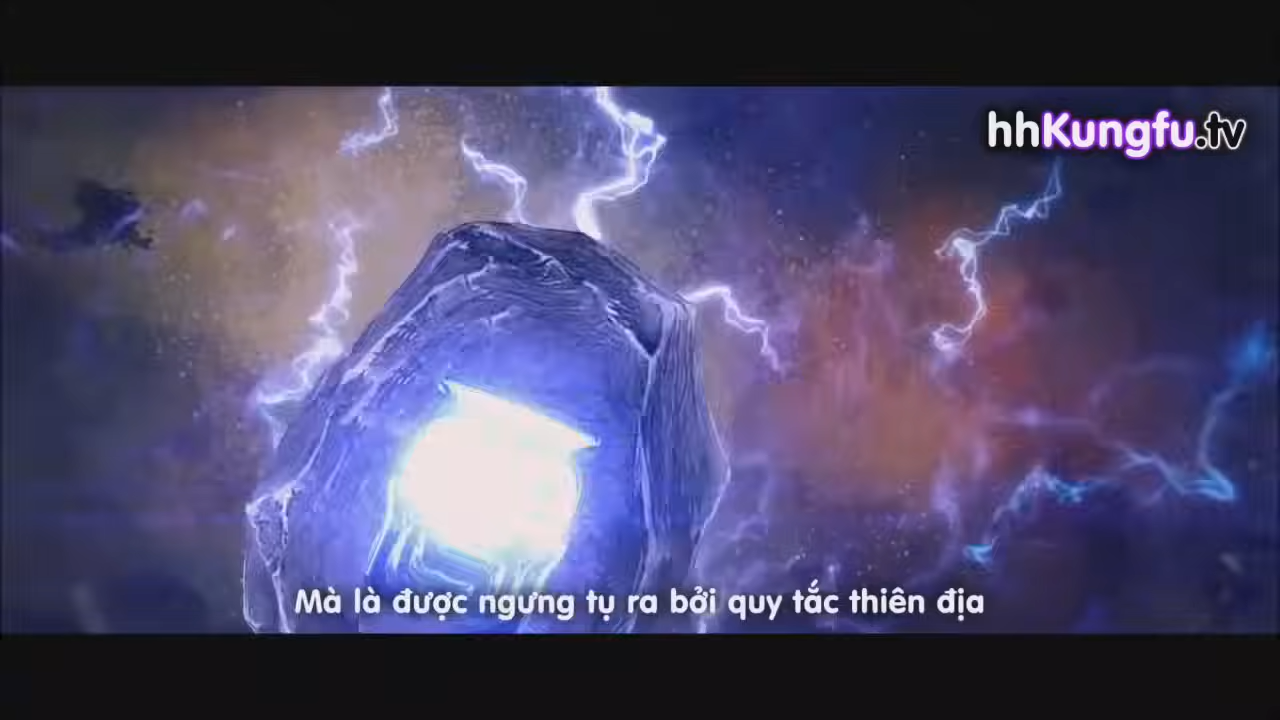 hhKungfu.tv
Mà là được ngưng tụ ra bởi quy tắc thiên địa